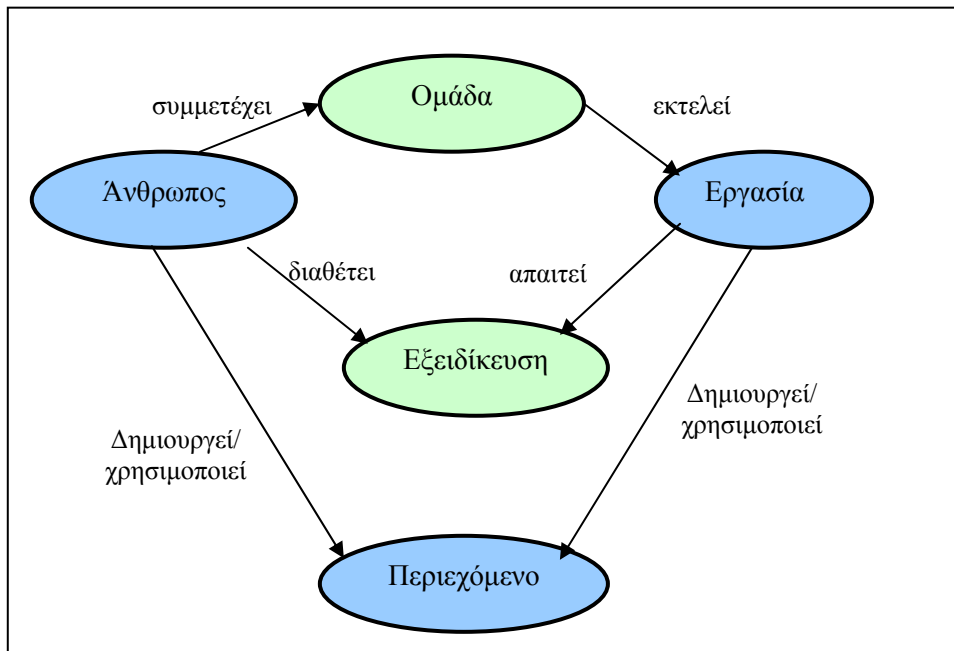 Ομάδα
συμμετέχει
εκτελεί
Άνθρωπος
Εργασία
διαθέτει
απαιτεί
Εξειδίκευση
Δημιουργεί/
χρησιμοποιεί
Δημιουργεί/
χρησιμοποιεί
Περιεχόμενο